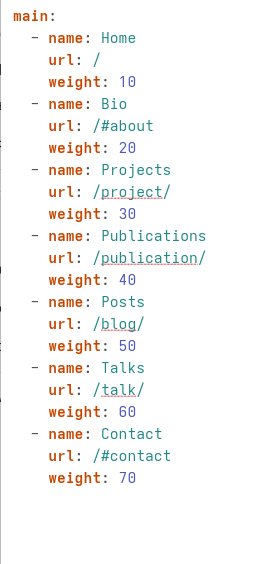 main:
  - name: Home
    url: /
    weight: 10
  - name: Bio
    url: /#about
    weight: 20
  - name: Projects
    url: /project/
    weight: 30
  - name: Publications
    url: /publication/
    weight: 40
  - name: Posts
    url: /blog/
    weight: 50
  - name: Talks
    url: /talk/
    weight: 60
  - name: Contact
    url: /#contact
    weight: 70